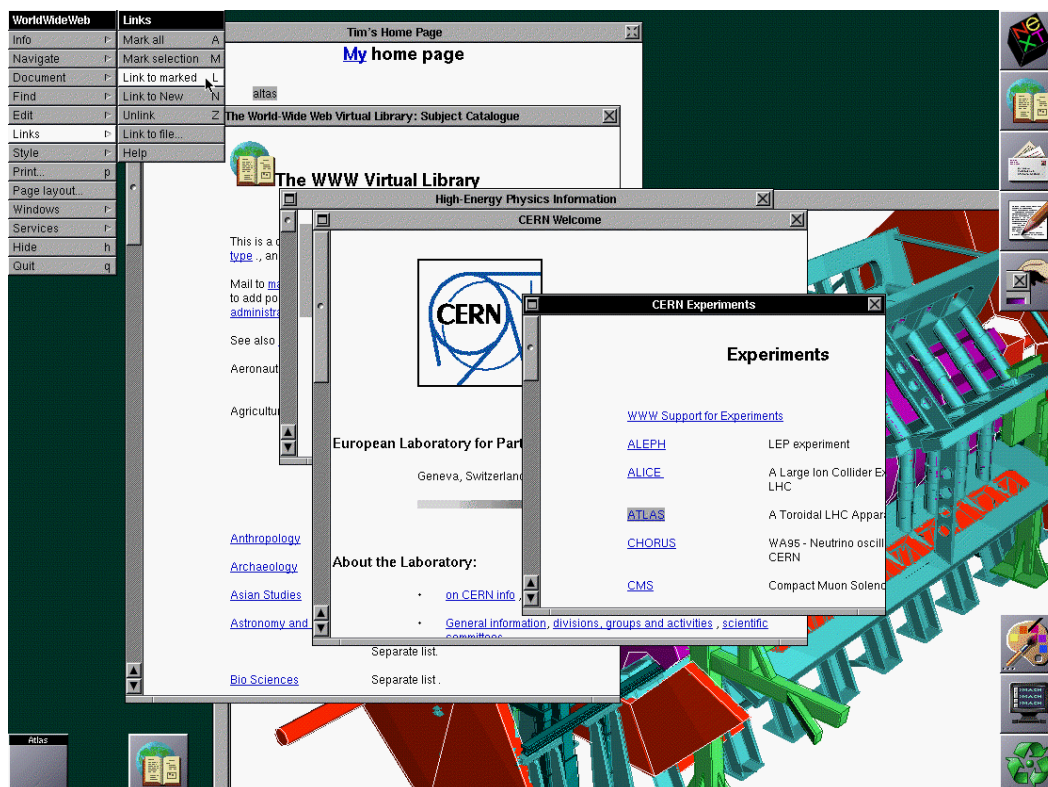 WorldWideWeb
Info
Navigate
Document
Find
Edit
Links
Style
Print... p
Page layout...
Windows
Services
Hide h
Quit q
Links
Mark all A
Mark selection M
Link to marked L
Link to New N
Unlink Z
Link to file...
Help
Tim's Home Page
My home page
altas
The World-Wide Web Virtual Library: Subject Catalogue
The WWW Virtual Library
This is a
type ., an
Mail to
to add po
administra
See also
Aeronaut
Agricultu
Anthropology
Archaeology
Asian Studies
Astronomy and
Separate list.
Bio Sciences Separate list .
High-Energy Physics Information
CERN Welcome
CERN
European Laboratory for Part
Geneva, Switzerland
About the Laboratory:
· on CERN info ,
· General information, divisions, groups and activities , scientific
committees
CERN Experiments
Experiments
WWW Support for Experiments
ALEPH LEP experiment
ALICE A Large Ion Collider Ex
LHC
ATLAS A Toroidal LHC Appara
CHORUS WA95 - Neutrino oscill
CERN
CMS Compact Muon Solenc
NeXT
Atlas